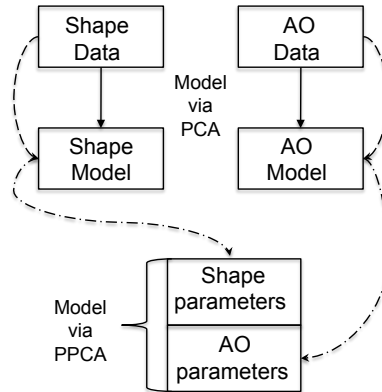 Shape
Data
AO
Data
Model
via
PCA
Shape
Model
AO
Model
Shape
parameters
Model
via
PPCA
AO
parameters